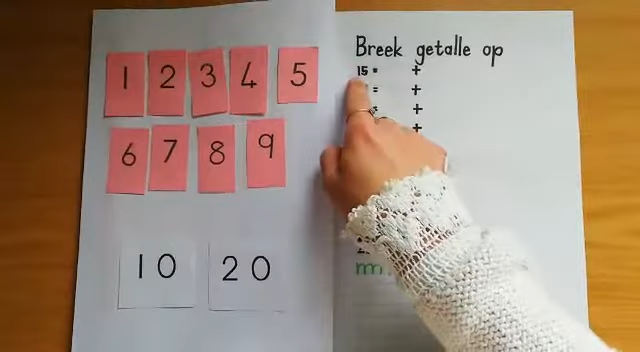 1 2 3 4 5
6 7 8 9
10 20
Breek getalle op
15 = +
= +
+
+